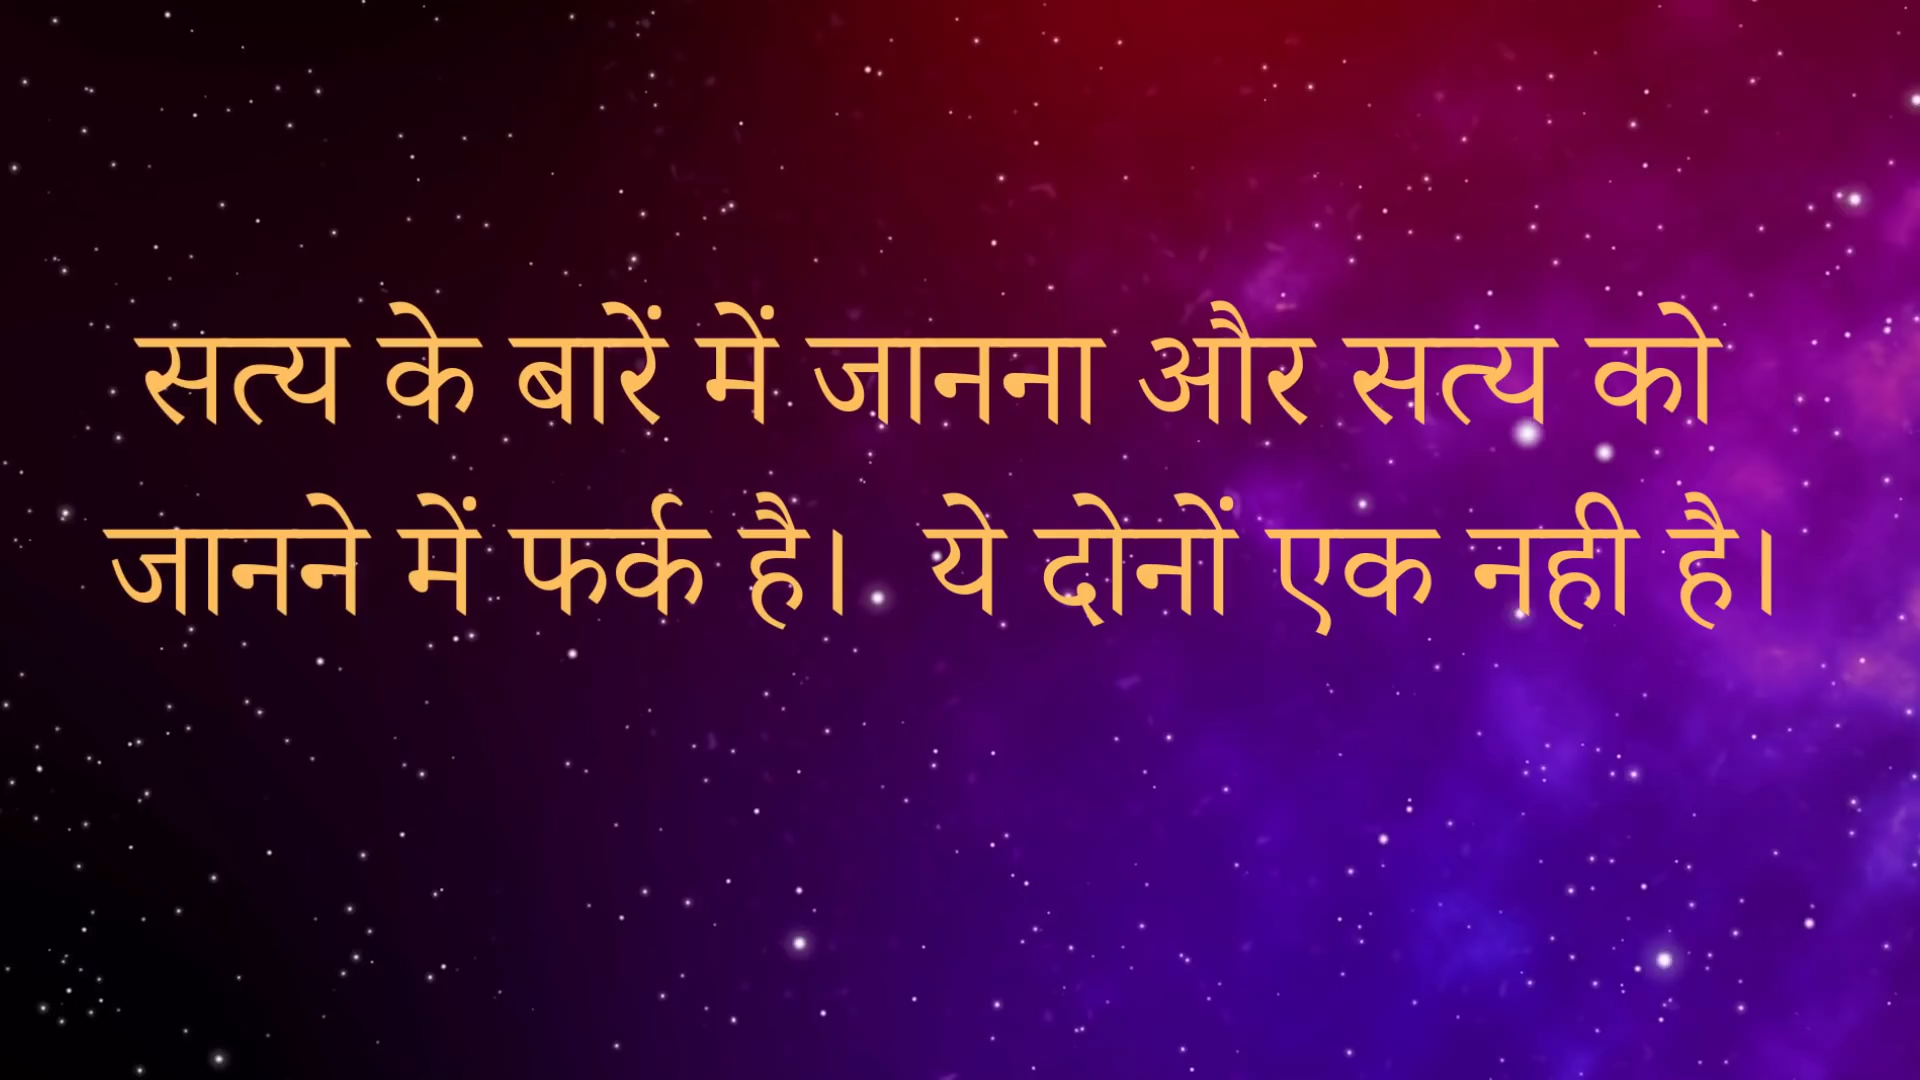 सत्य के बारें में जानना और सत्य को
जानने में फर्क है।  ये दोनों एक नही है।